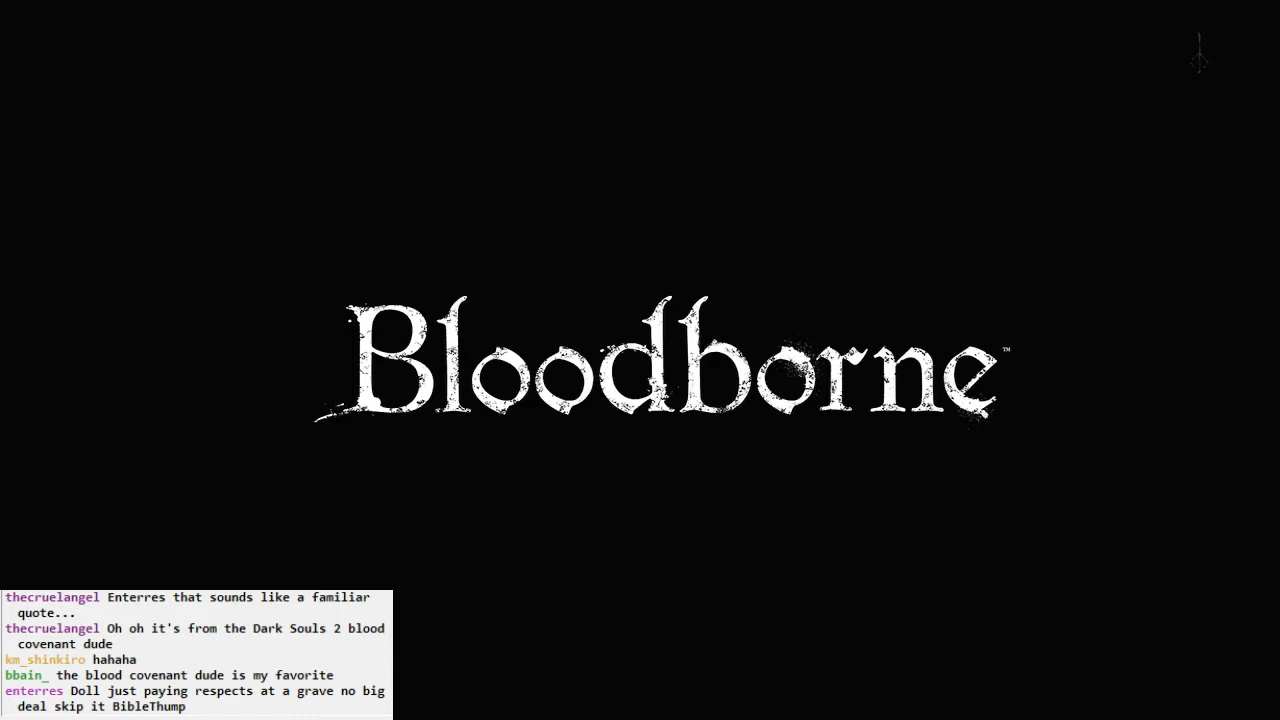 Bloodborne™
thecruelangel Enterres that sounds like a familiar
quote...
thecruelangel Oh oh it's from the Dark Souls 2 blood
covenant dude
km_shinkiro hahaha
bbain_ the blood covenant dude is my favorite
enterres Doll just paying respects at a grave no big
deal skip it BibleThump